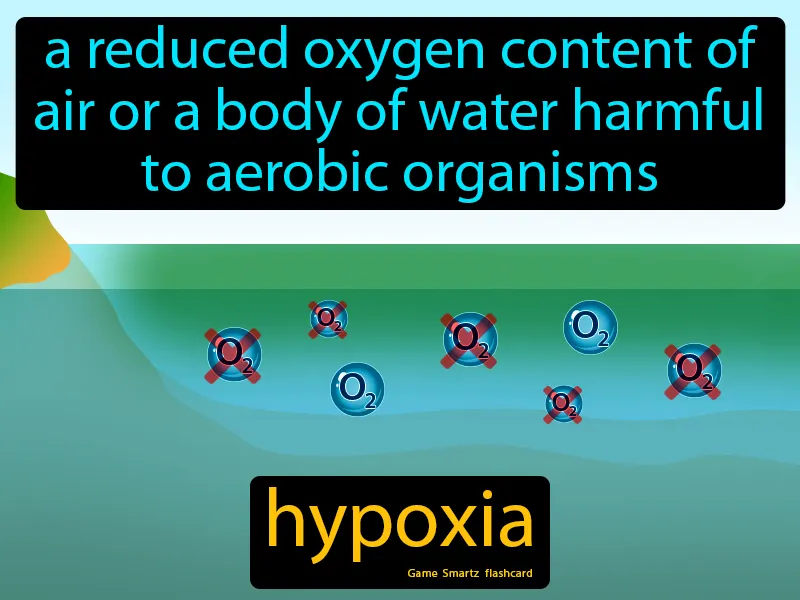 a reduced oxygen content of
air or a body of water harmful
to aerobic organisms
O2
O2
O2
O2
O2
O2
O2
hypoxia
Game Smartz flashcard